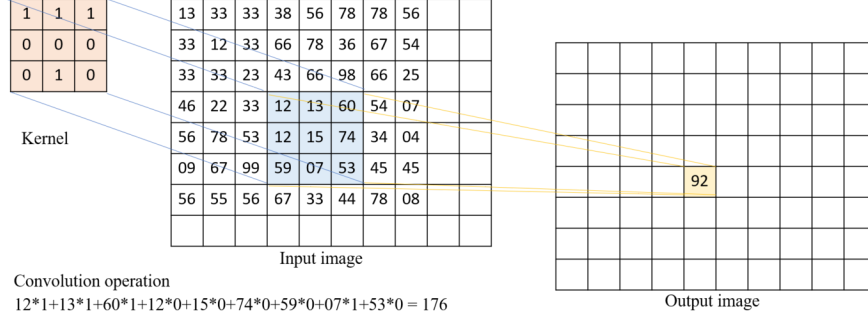 1 1 1 13 33 33 38 56 78 78 56
0 0 0 33 12 33 66 78 36 67 54
0 1 0 33 33 23 43 66 98 66 25
46 22 33 12 13 60 54 07
Kernel 56 78 53 12 15 74 34 04
09 67 99 59 07 53 45 45 92
56 55 56 67 33 44 78 08
Input image
Convolution operation
12*1+13*1+60*1+12*0+15*0+74*0+59*0+07*1+53*0 = 176
Output image